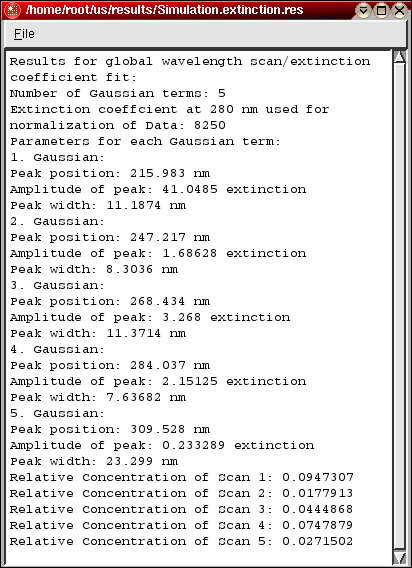 /home/root/us/results/Simulation.extinction.res
File
Results for global wavelength scan/extinction
coefficient fit:
Number of Gaussian terms: 5
Extinction coeffcient at 280 nm used for
normalization of Data: 8250
Parameters for each Gaussian term:
1. Gaussian:
Peak position: 215.983 nm
Amplitude of peak: 41.0485 extinction
Peak width: 11.1874 nm
2. Gaussian:
Peak position: 247.217 nm
Amplitude of peak: 1.68628 extinction
Peak width: 8.3036 nm
3. Gaussian:
Peak position: 268.434 nm
Amplitude of peak: 3.268 extinction
Peak width: 11.3714 nm
4. Gaussian:
Peak position: 284.037 nm
Amplitude of peak: 2.15125 extinction
Peak width: 7.63682 nm
5. Gaussian:
Peak position: 309.528 nm
Amplitude of peak: 0.233289 extinction
Peak width: 23.299 nm
Relative Concentration of Scan 1: 0.0947307
Relative Concentration of Scan 2: 0.0177913
Relative Concentration of Scan 3: 0.0444868
Relative Concentration of Scan 4: 0.0747879
Relative Concentration of Scan 5: 0.0271502